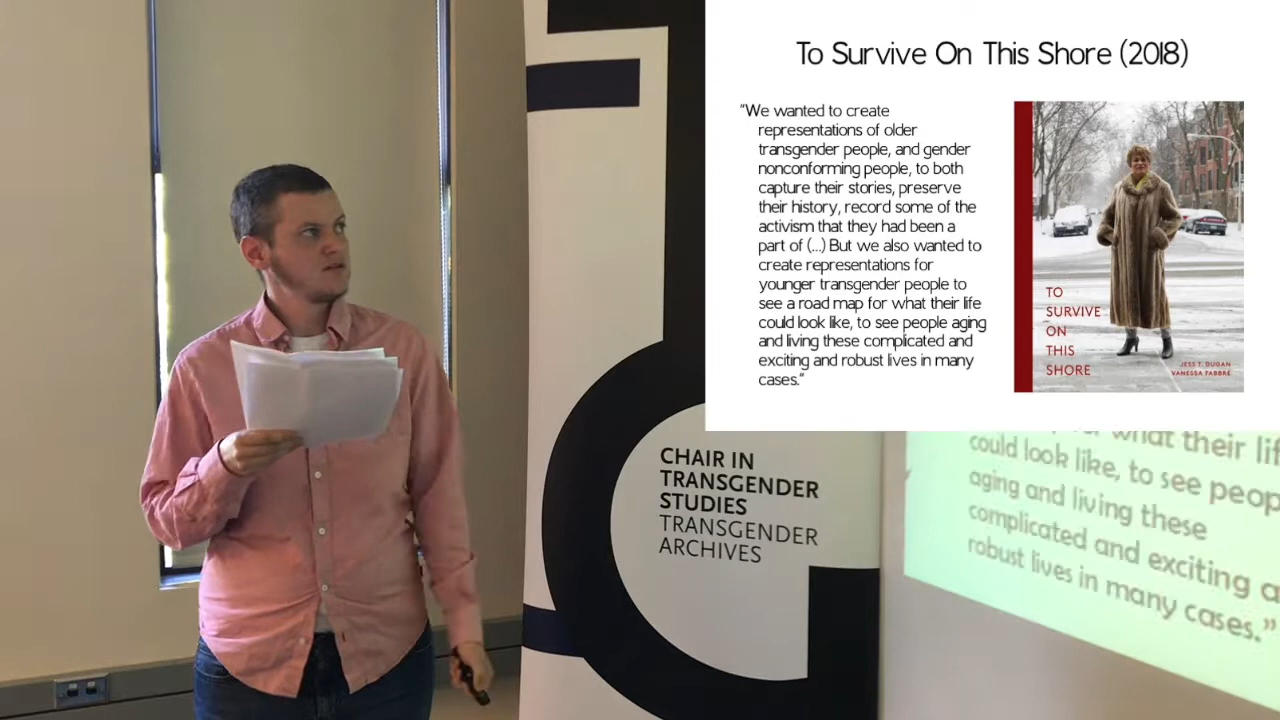 To Survive On This Shore (2018)
“We wanted to create
representations of older
transgender people, and gender
nonconforming people, to both
capture their stories, preserve
their history, record some of the
activism that they had been a
part of (...) But we also wanted to
create representations for
younger transgender people to
see a road map for what their life
could look like, to see people aging
and living these complicated and
exciting and robust lives in many
cases.”
TO
SURVIVE
ON
THIS
SHORE
JESS T. DUGAN
VANESSA FABBRE
CHAIR IN
TRANSGENDER
STUDIES
TRANSGENDER
ARCHIVES
what their lif
could look like, to see peop
aging and living these
complicated and exciting a
robust lives in many cases.”